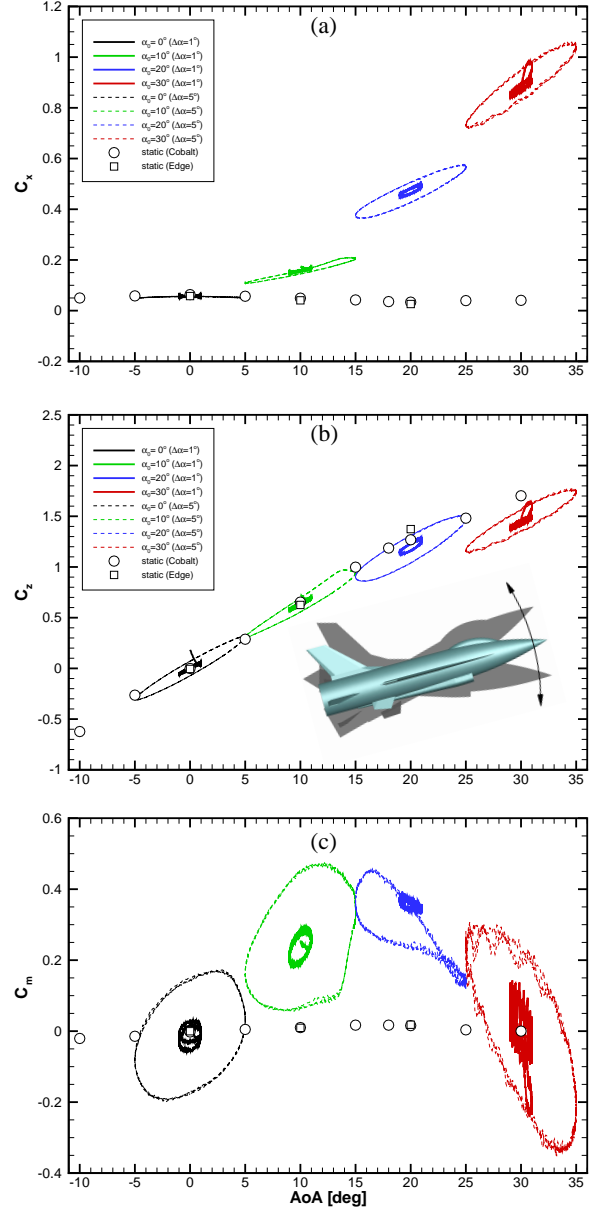 (a)
α₀= 0° (Δα=1°)
α₀=10° (Δα=1°)
α₀=20° (Δα=1°)
α₀=30° (Δα=1°)
α₀= 0° (Δα=5°)
α₀=10° (Δα=5°)
α₀=20° (Δα=5°)
α₀=30° (Δα=5°)
static (Cobalt)
static (Edge)
Cₓ
1.2
1
0.8
0.6
0.4
0.2
0
-0.2
-10 -5 0 5 10 15 20 25 30 35
(b)
α₀= 0° (Δα=1°)
α₀=10° (Δα=1°)
α₀=20° (Δα=1°)
α₀=30° (Δα=1°)
α₀= 0° (Δα=5°)
α₀=10° (Δα=5°)
α₀=20° (Δα=5°)
α₀=30° (Δα=5°)
static (Cobalt)
static (Edge)
C_z
2.5
2
1.5
1
0.5
0
-0.5
-1
-10 -5 0 5 10 15 20 25 30 35
(c)
C_m
0.6
0.4
0.2
0
-0.2
-0.4
-10 -5 0 5 10 15 20 25 30 35
AoA [deg]